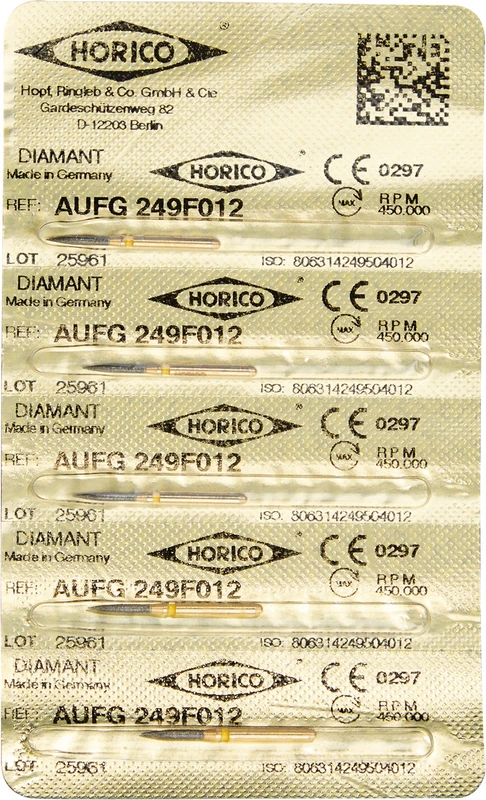 HORICO®
Hopf, Ringleb & Co. GmbH & Cie
Gardeschützenweg 82
D-12203 Berlin
DIAMANT HORICO® CE 0297
Made in Germany
REF: AUFG 249F012 MAX RPM 450.000
LOT 25961 ISO: 806314249504012
DIAMANT HORICO® CE 0297
Made in Germany
REF: AUFG 249F012 MAX RPM 450.000
LOT 25961 ISO: 806314249504012
DIAMANT HORICO® CE 0297
Made in Germany
REF: AUFG 249F012 MAX RPM 450.000
LOT 25961 ISO: 806314249504012
DIAMANT HORICO® CE 0297
Made in Germany
REF: AUFG 249F012 MAX RPM 450.000
LOT 25961 ISO: 806314249504012
DIAMANT HORICO® CE 0297
Made in Germany
REF: AUFG 249F012 MAX RPM 450.000
LOT 25961 ISO: 806314249504012